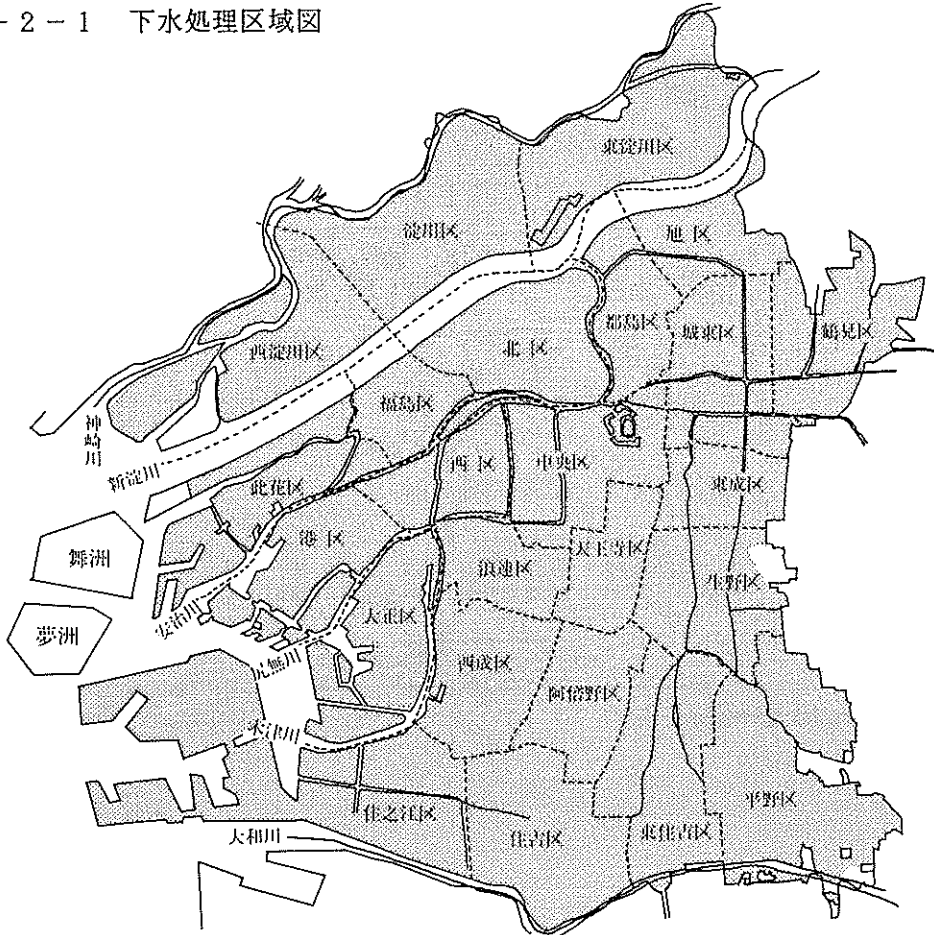 - 2 - 1　下水処理区域図
東淀川区
淀川区
旭区
都島区
城東区
鶴見区
北区
西淀川区
福島区
神崎川
新淀川
此花区
西区
中央区
東成区
港区
天王寺区
舞洲
浪速区
生野区
夢洲
安治川
大正区
尻無川
西成区
阿倍野区
木津川
平野区
住之江区
大和川
住吉区
東住吉区